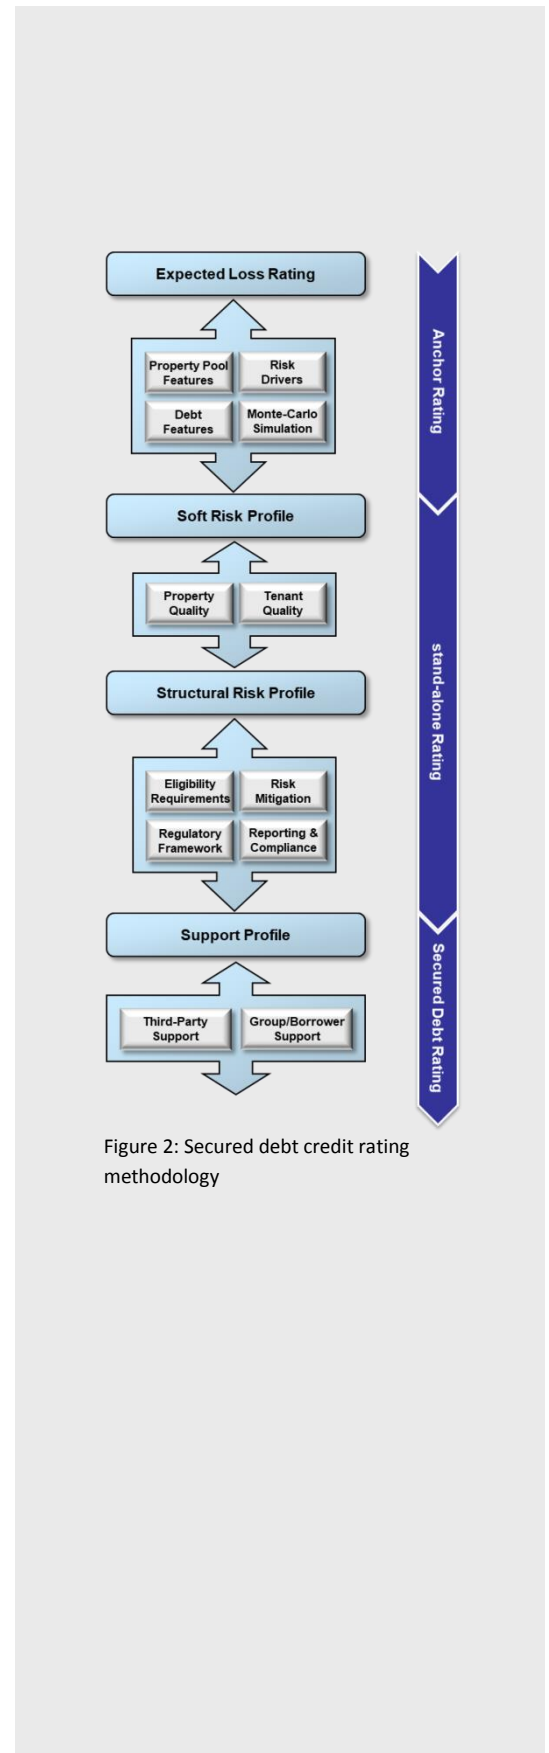 Expected Loss Rating
Property Pool
Features
Risk
Drivers
Debt
Features
Monte-Carlo
Simulation
Anchor Rating
Soft Risk Profile
Property
Quality
Tenant
Quality
Structural Risk Profile
Eligibility
Requirements
Risk
Mitigation
Regulatory
Framework
Reporting &
Compliance
stand-alone Rating
Support Profile
Third-Party
Support
Group/Borrower
Support
Secured Debt Rating
Figure 2: Secured debt credit rating
methodology